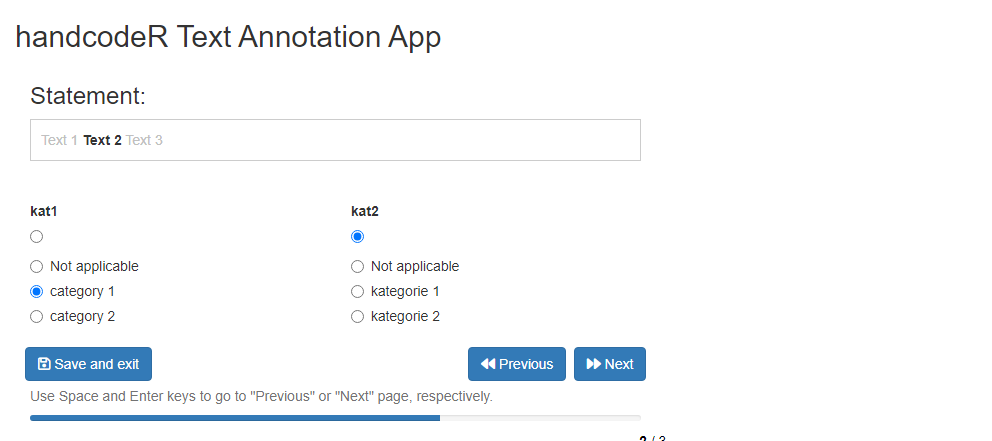 handcodeR Text Annotation App
Statement:
Text 1 Text 2 Text 3
kat1 kat2
Not applicable Not applicable
category 1 kategorie 1
category 2 kategorie 2
Save and exit Previous Next
Use Space and Enter keys to go to "Previous" or "Next" page, respectively.
2 / 3